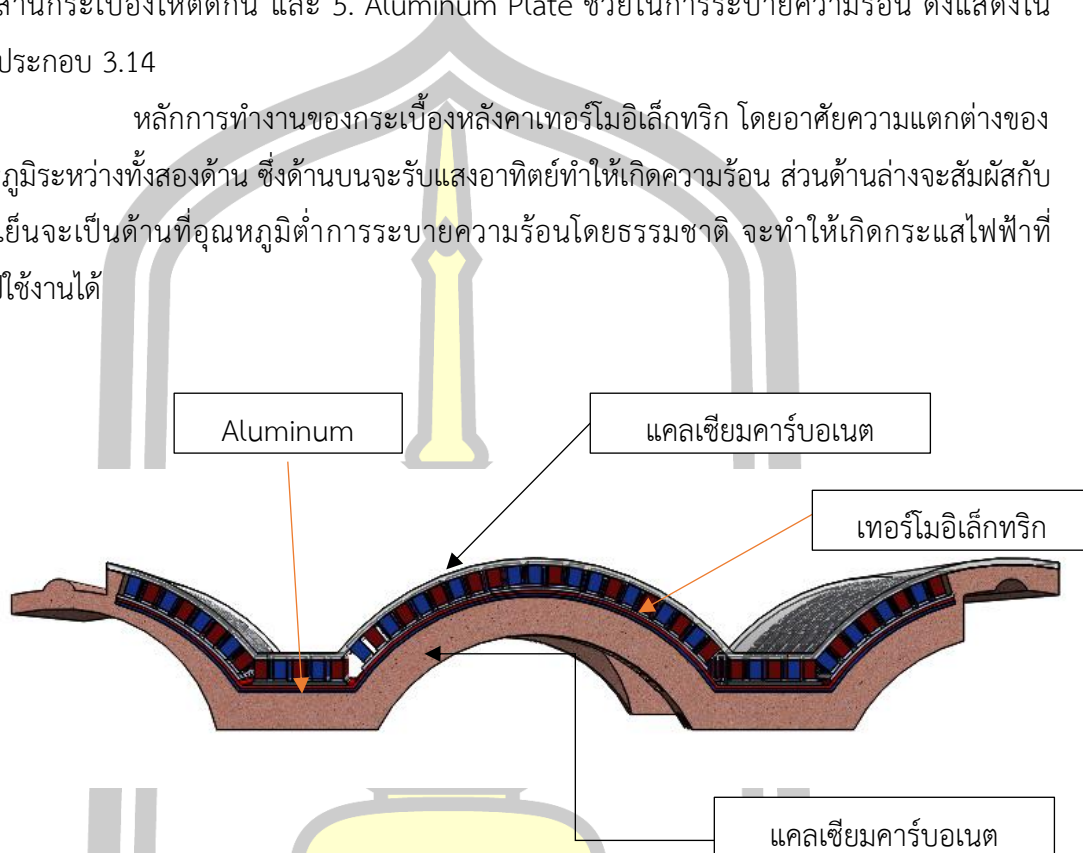 ให้ติดกัน และ 5. Aluminum Plate ช่วยในการระบายความร้อน ดังแสดงใน
ประกอบ 3.14
หลักการทำงานของกระเบื้องหลังคาเทอร์โมอิเล็กทริก โดยอาศัยความแตกต่างของ
ภูมิระหว่างทั้งสองด้าน ซึ่งด้านบนจะรับแสงอาทิตย์ทำให้เกิดความร้อน ส่วนด้านล่างจะสัมผัสกับ
เย็นจะเป็นด้านที่อุณหภูมิต่ำการระบายความร้อนโดยธรรมชาติ จะทำให้เกิดกระแสไฟฟ้าที่
ใช้งานได้
Aluminum
แคลเซียมคาร์บอเนต
เทอร์โมอิเล็กทริก
แคลเซียมคาร์บอเนต